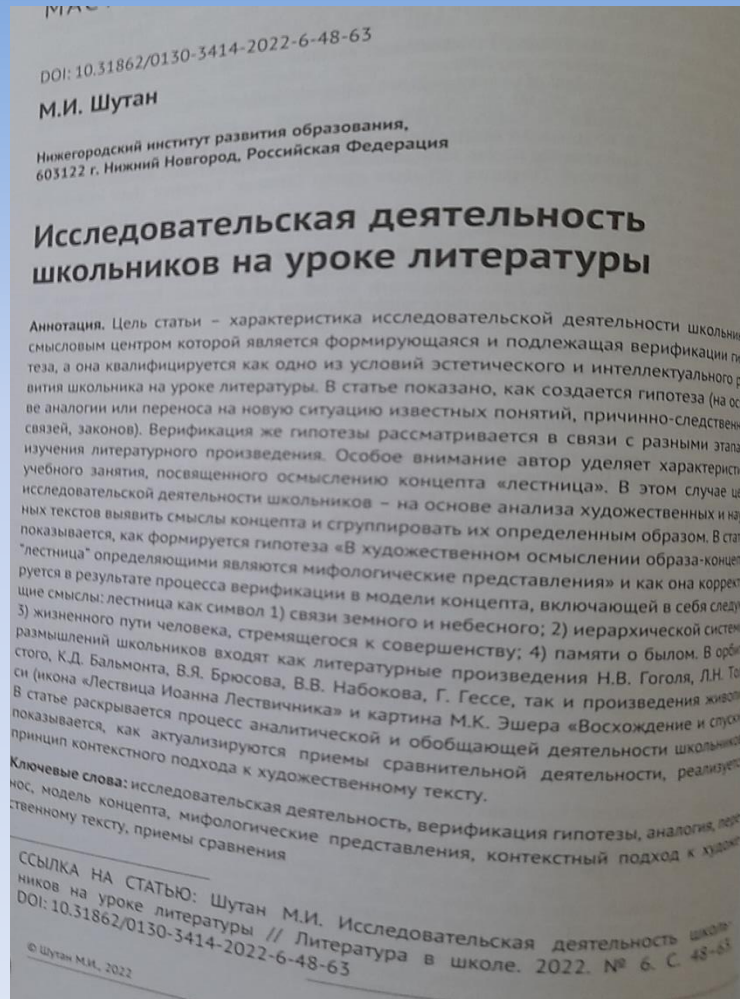 DOI: 10.31862/0130-3414-2022-6-48-63
М.И. Шутан
Нижегородский институт развития образования,
603122 г. Нижний Новгород, Российская Федерация
Исследовательская деятельность
школьников на уроке литературы
Аннотация. Цель статьи – характеристика исследовательской деятельности
смысловым центром которой является формирующаяся и подлежащая верификации
теза, а она квалифицируется как одно из условий эстетического и интеллектуального
вития школьника на уроке литературы. В статье показано, как создается гипотеза (на
ве аналогии или переноса на новую ситуацию известных понятий, причинно-следствен
связей, законов). Верификация же гипотезы рассматривается в связи с разными
изучения литературного произведения. Особое внимание автор уделяет
учебного занятия, посвященного осмыслению концепта «лестница». В этом случае
исследовательской деятельности школьников – на основе анализа художественных и
ных текстов выявить смыслы концепта и сгруппировать их определенным образом. В
показывается, как формируется гипотеза «В художественном осмыслении образа-концеп
"лестница" определяющими являются мифологические представления» и как она коррект
руется в результате процесса верификации в модели концепта, включающей в себя следу
щие смыслы: лестница как символ 1) связи земного и небесного; 2) иерархической систем
3) жизненного пути человека, стремящегося к совершенству; 4) памяти о былом. В орби
размышлений школьников входят как литературные произведения Н.В. Гоголя, Л.Н. Тол
стого, К.Д. Бальмонта, В.Я. Брюсова, В.В. Набокова, Г. Гессе, так и произведения живопи
си (икона «Лествица Иоанна Лествичника» и картина М.К. Эшера «Восхождение и спуск»
В статье раскрывается процесс аналитической и обобщающей деятельности школьников
показывается, как актуализируются приемы сравнительной деятельности, реализуется
принцип контекстного подхода к художественному тексту.
Ключевые слова: исследовательская деятельность, верификация гипотезы, аналогия, пере
нос, модель концепта, мифологические представления, контекстный подход к художе
ственному тексту, приемы сравнения
ССЫЛКА НА СТАТЬЮ: Шутан М.И. Исследовательская деятельность школь-
ников на уроке литературы // Литература в школе. 2022. № 6. С. 48–63.
DOI: 10.31862/0130-3414-2022-6-48-63
© Шутан М.И., 2022